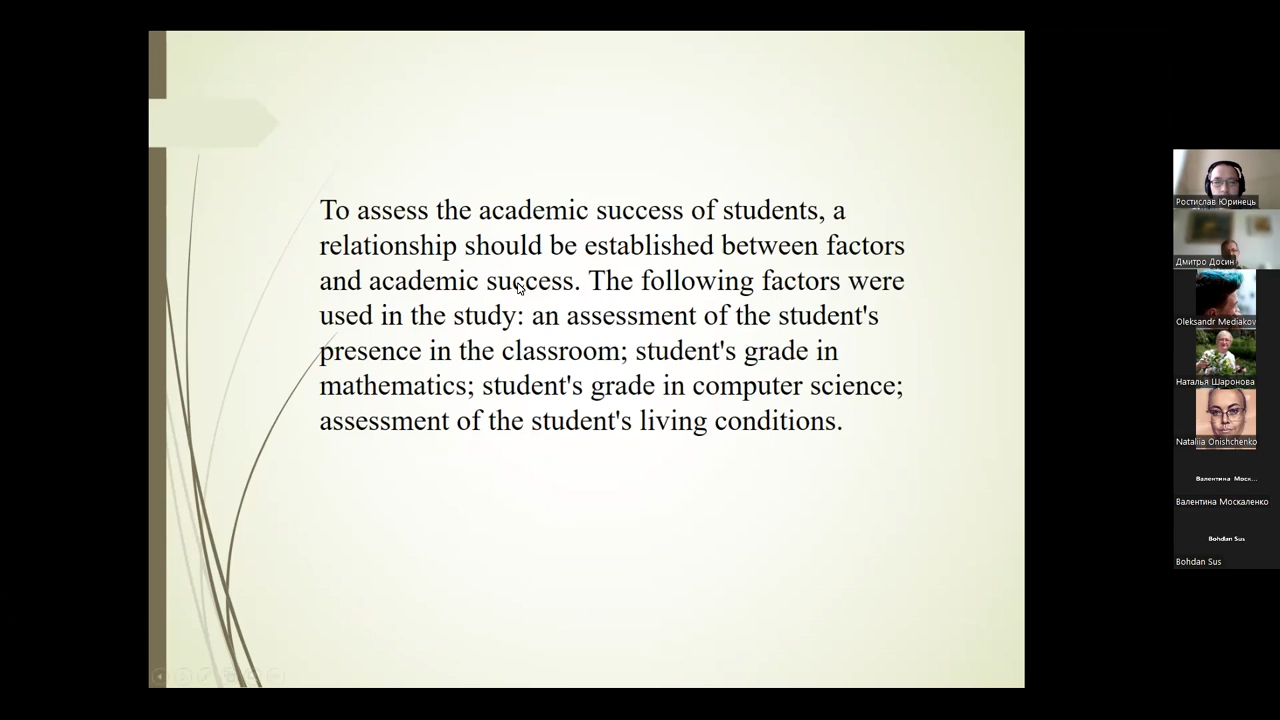 To assess the academic success of students, a
relationship should be established between factors
and academic success. The following factors were
used in the study: an assessment of the student's
presence in the classroom; student's grade in
mathematics; student's grade in computer science;
assessment of the student's living conditions.
Ростислав Юринець
Дмитро Досин
Oleksandr Mediakov
Наталья Шаронова
Nataliia Onishchenko
Валентина Моск...
Валентина Москаленко
Bohdan Sus
Bohdan Sus